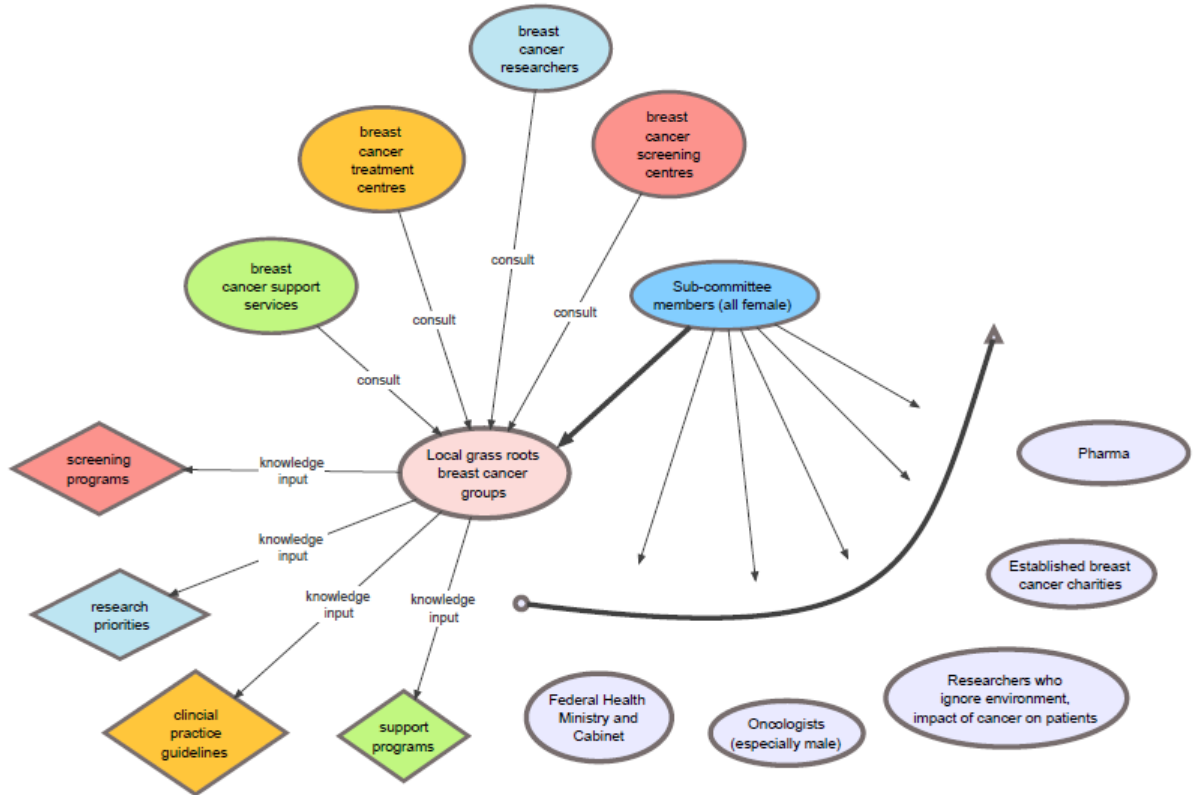 breast
cancer
researchers
breast
cancer
treatment
centres
breast
cancer
screening
centres
breast
cancer support
services
consult
consult
consult
consult
Sub-committee
members (all female)
Local grass roots
breast cancer
groups
screening
programs
knowledge
input
knowledge
input
knowledge
input
knowledge
input
research
priorities
clincial
practice
guidelines
support
programs
Pharma
Established breast
cancer charities
Researchers who
ignore environment,
impact of cancer on patients
Federal Health
Ministry and
Cabinet
Oncologists
(especially male)